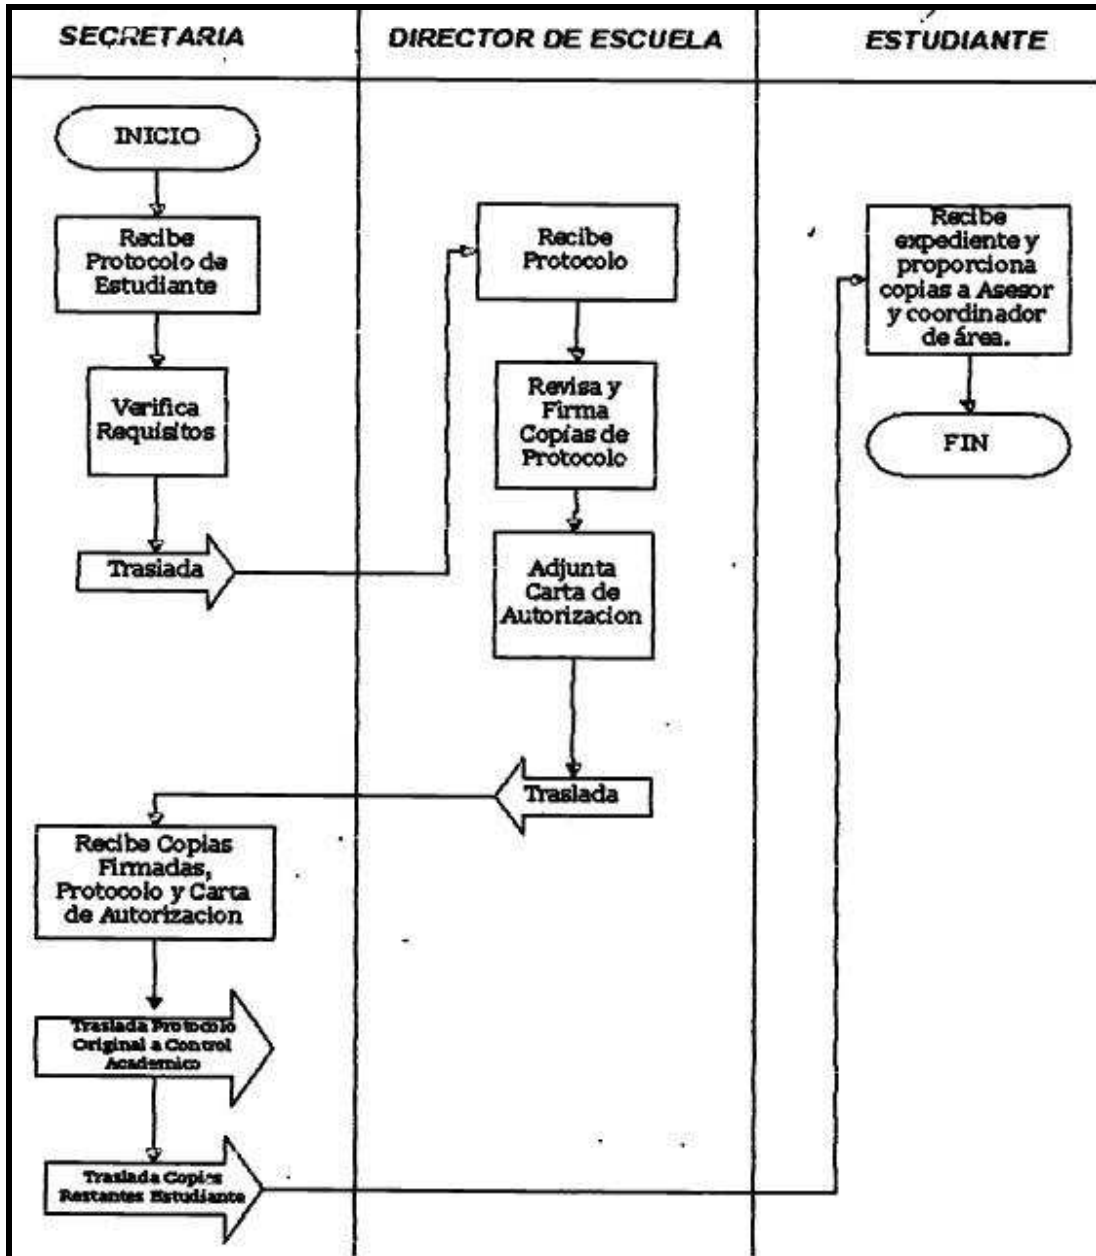 SECRETARIA
DIRECTOR DE ESCUELA
ESTUDIANTE
INICIO
Recibe
Protocolo de
Estudiante
Verifica
Requisitos
Traslada
Recibe
Protocolo
Revisa y
Firma
Copias de
Protocolo
Adjunta
Carta de
Autorizacion
Traslada
Recibe Copias
Firmadas,
Protocolo y Carta
de Autorizacion
Traslada Protocolo
Original a Control
Academico
Traslada Copies
Restantes Estudiante
Recibe
expediente y
proporciona
copias a Asesor
y coordinador
de área.
FIN